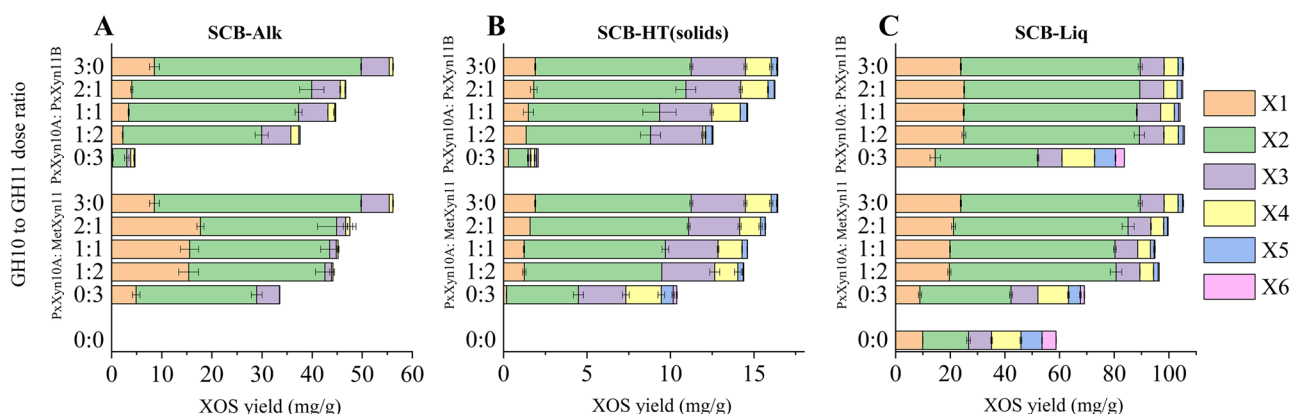 A
SCB-Alk
GH10 to GH11 dose ratio
PxXyn10A: PxXyn11B
3:0
2:1
1:1
1:2
0:3
PxXyn10A: MetXyn11
3:0
2:1
1:1
1:2
0:3
0:0
0 10 20 30 40 50 60
XOS yield (mg/g)
B
SCB-HT(solids)
PxXyn10A: PxXyn11B
3:0
2:1
1:1
1:2
0:3
PxXyn10A: MetXyn11
3:0
2:1
1:1
1:2
0:3
0:0
0 5 10 15
XOS yield (mg/g)
C
SCB-Liq
PxXyn10A: PxXyn11B
3:0
2:1
1:1
1:2
0:3
PxXyn10A: MetXyn11
3:0
2:1
1:1
1:2
0:3
0:0
0 20 40 60 80 100
XOS yield (mg/g)
X1
X2
X3
X4
X5
X6